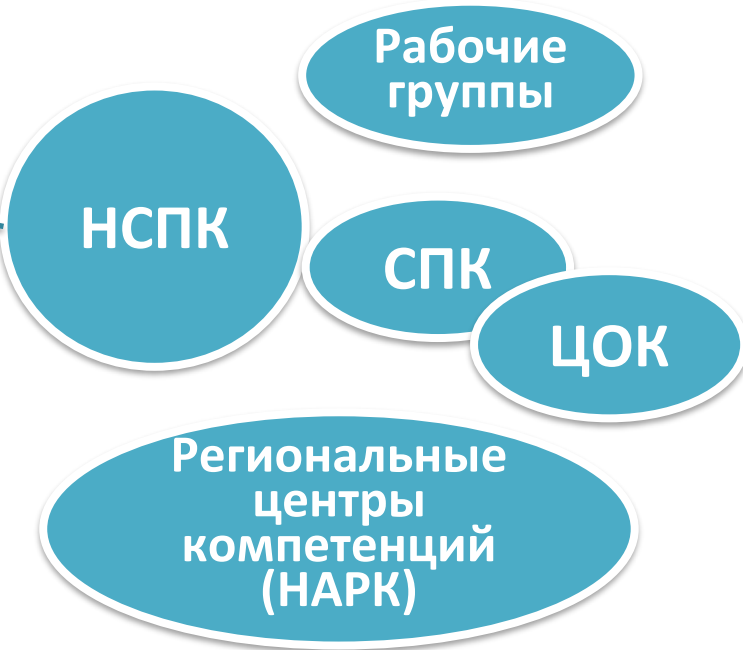 Рабочие
группы
НСПК
СПК
ЦОК
Региональные
центры
компетенций
(НАРК)